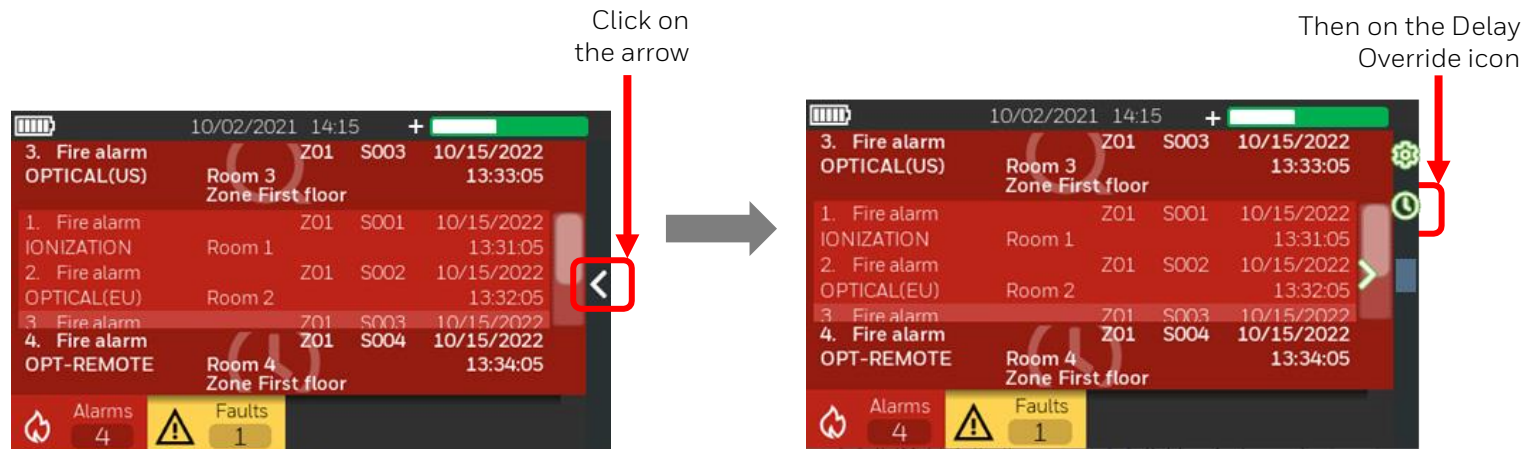 Click on
the arrow
10/02/2021 14:15 +
3. Fire alarm Z01 S003 10/15/2022
OPTICAL(US) Room 3 13:33:05
Zone First floor
1. Fire alarm Z01 S001 10/15/2022
IONIZATION Room 1 13:31:05
2. Fire alarm Z01 S002 10/15/2022
OPTICAL(EU) Room 2 13:32:05
3 Fire alarm Z01 S003 10/15/2022
4. Fire alarm Z01 S004 10/15/2022
OPT-REMOTE Room 4 13:34:05
Zone First floor
Alarms Faults
4 1
Then on the Delay
Override icon
10/02/2021 14:15 +
3. Fire alarm Z01 S003 10/15/2022
OPTICAL(US) Room 3 13:33:05
Zone First floor
1. Fire alarm Z01 S001 10/15/2022
IONIZATION Room 1 13:31:05
2. Fire alarm Z01 S002 10/15/2022
OPTICAL(EU) Room 2 13:32:05
3 Fire alarm Z01 S003 10/15/2022
4. Fire alarm Z01 S004 10/15/2022
OPT-REMOTE Room 4 13:34:05
Zone First floor
Alarms Faults
4 1